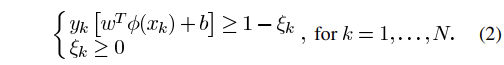 { y_k [w^T ϕ(x_k) + b] ≥ 1 − ξ_k
ξ_k ≥ 0 , for k = 1, . . . , N. (2)